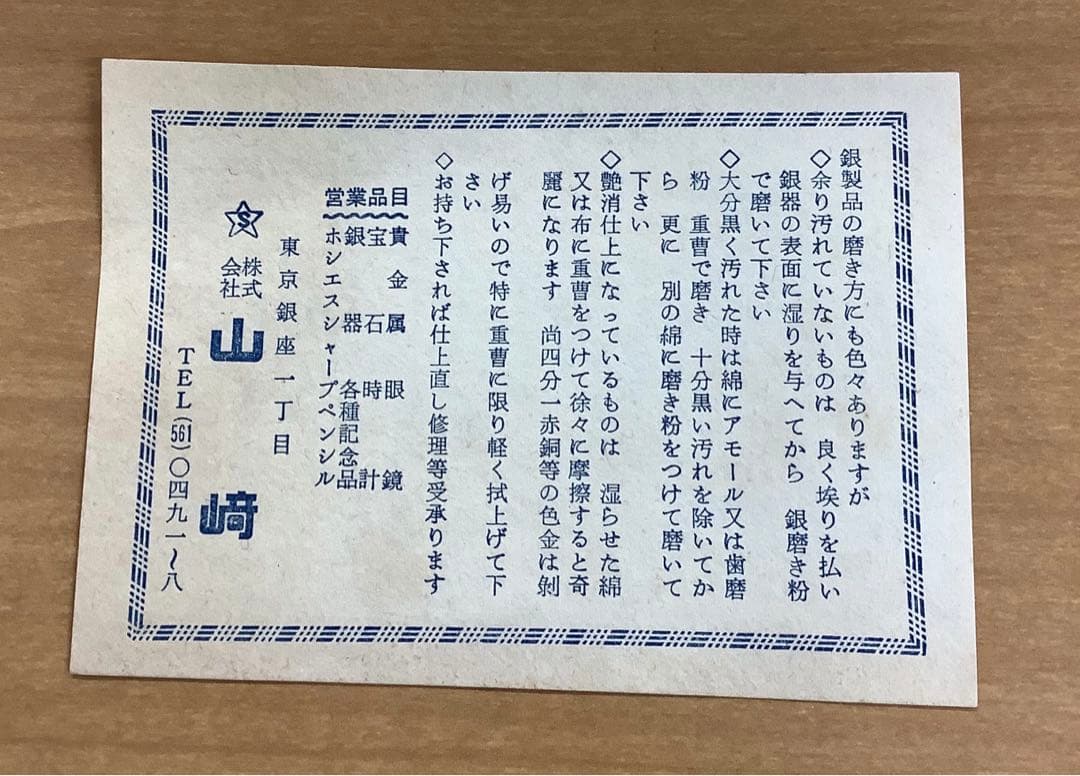 銀製品の磨き方にも色々ありますが
◇余り汚れていないものは 良く埃りを払い
銀器の表面に湿りを与へてから 銀磨き粉
で磨いて下さい
◇大分黒く汚れた時は綿にアモール又は歯磨
粉 重曹で磨き 十分黒い汚れを除いてか
ら 更に 別の綿に磨き粉をつけて磨いて
下さい
◇艶消仕上になっているものは 湿らせた綿
又は布に重曹をつけて徐々に摩擦すると奇
麗になります 尚四分一赤銅等の色金は剝
げ易いので特に重曹に限り軽く拭上げて下
さい
◇お持ち下されば仕上直し修理等受承ります
営業品目
貴金属 眼鏡
宝石 時計
銀器 各種記念品
ホシエスシャープペンシル
東京銀座一丁目
S 株式会社 山崎
TEL(561)〇四九一〜八